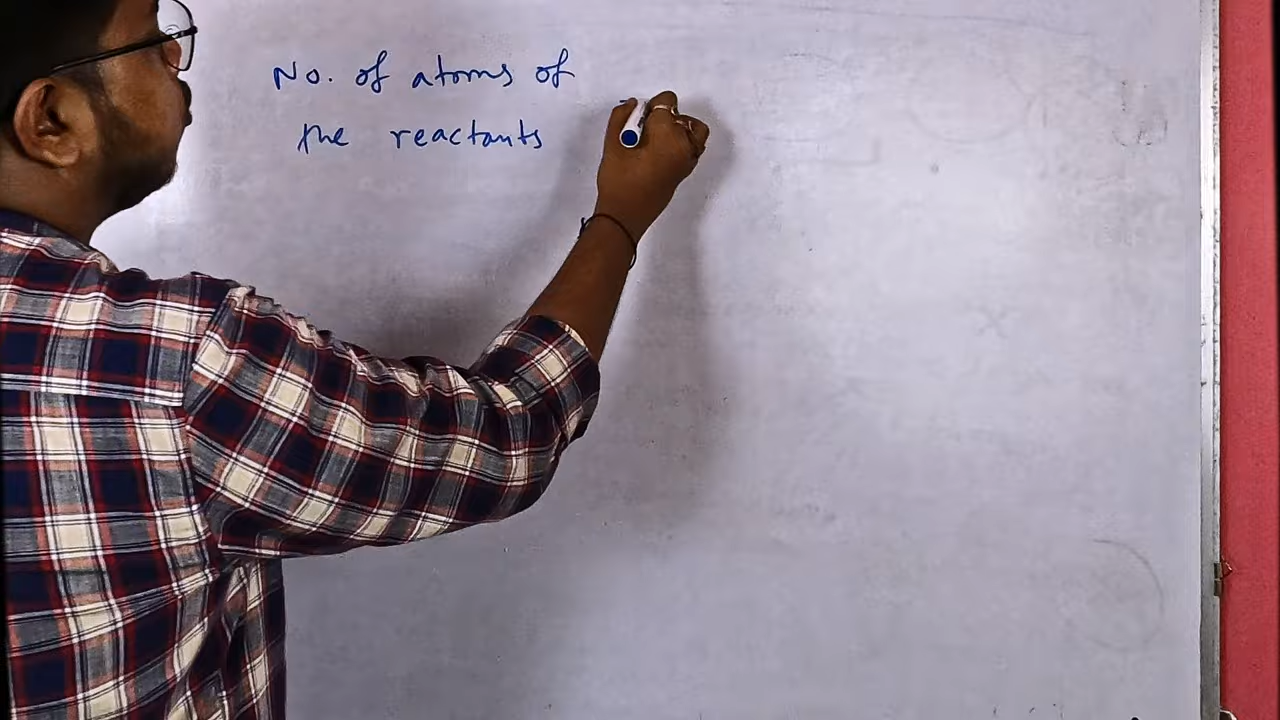 No. of atoms of
the reactants